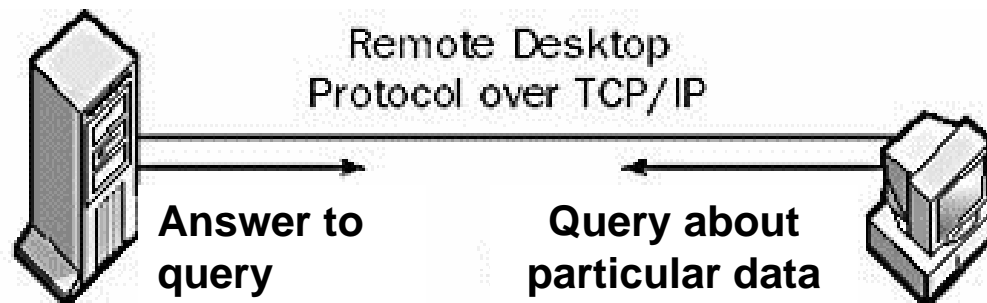 Remote Desktop
Protocol over TCP/IP
Answer to
query
Query about
particular data